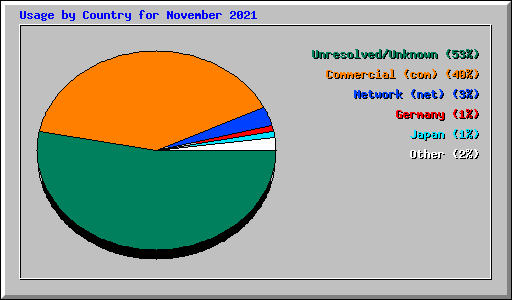 Usage by Country for November 2021
Unresolved/Unknown (53%)
Commercial (com) (40%)
Network (net) (3%)
Germany (1%)
Japan (1%)
Other (2%)